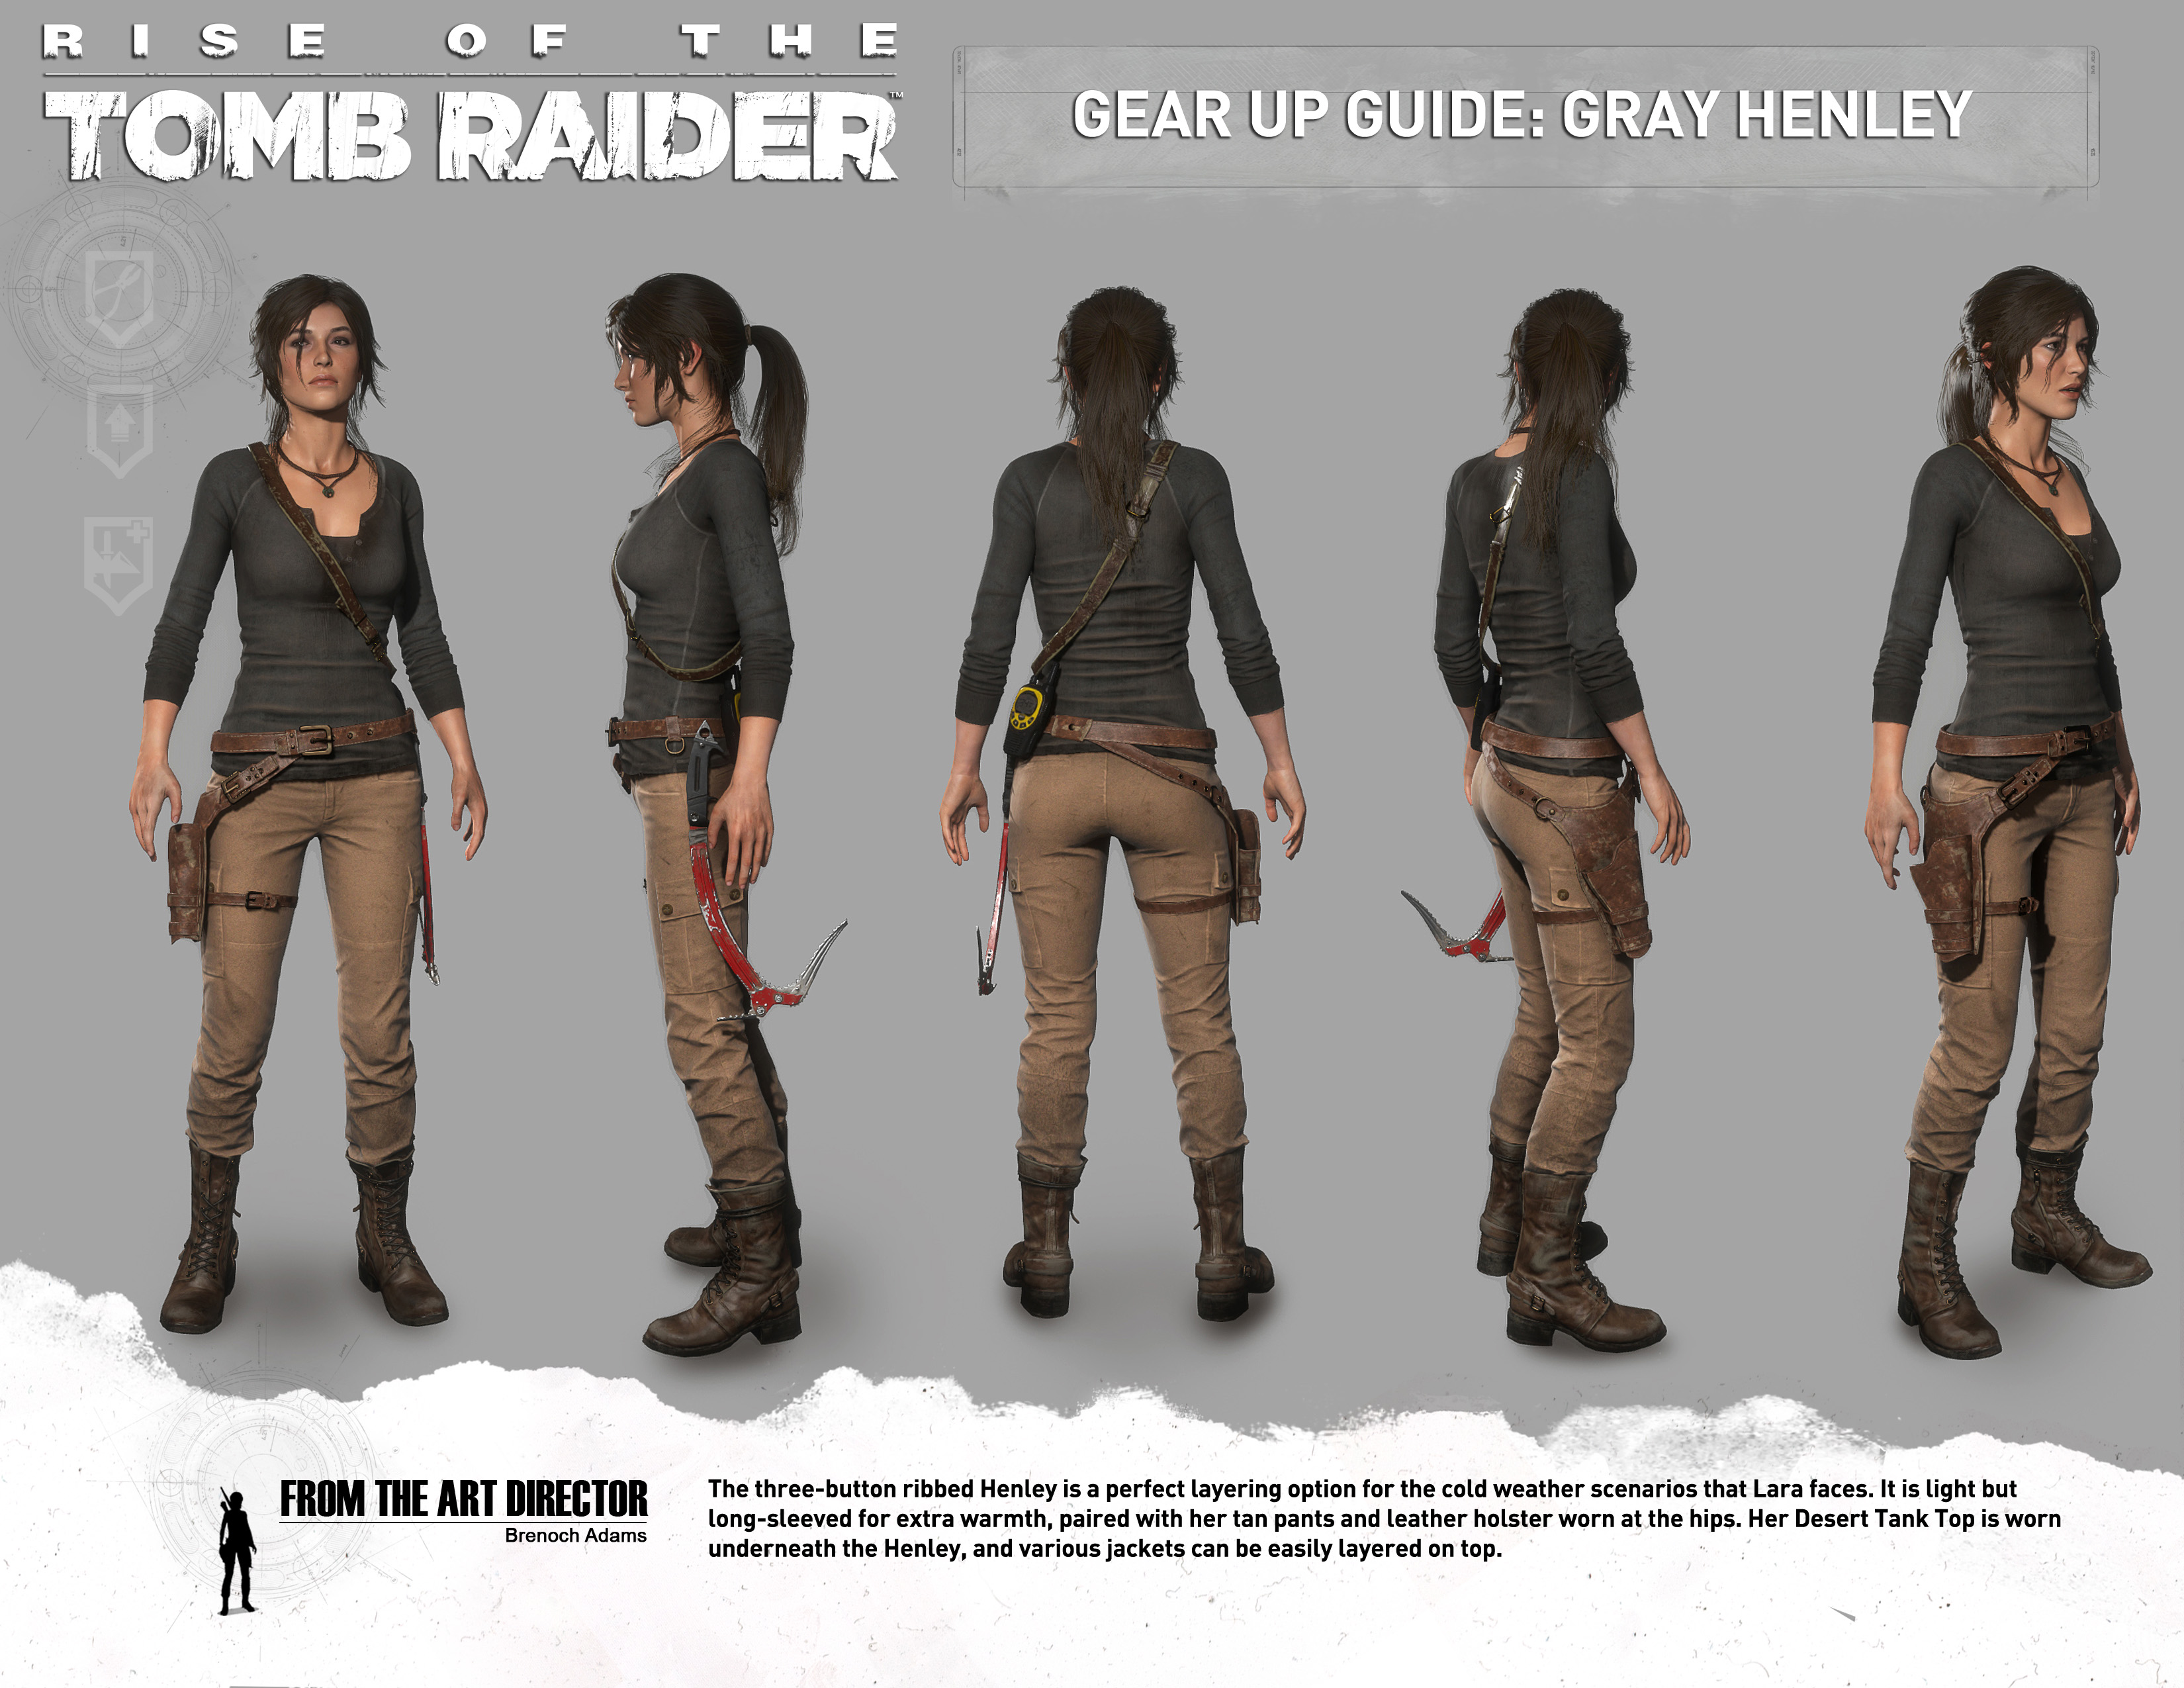 RISE OF THE
TOMB RAIDER™
GEAR UP GUIDE: GRAY HENLEY
FROM THE ART DIRECTOR
Brenoch Adams
The three-button ribbed Henley is a perfect layering option for the cold weather scenarios that Lara faces. It is light but
long-sleeved for extra warmth, paired with her tan pants and leather holster worn at the hips. Her Desert Tank Top is worn
underneath the Henley, and various jackets can be easily layered on top.